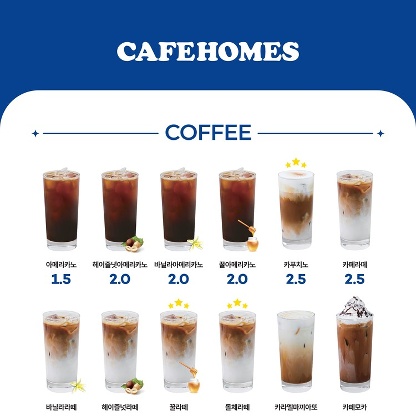 CAFEHOMES
COFFEE
아메리카노 헤이즐넛아메리카노 바닐라아메리카노 꿀아메리카노 카푸치노 카페라떼
1.5 2.0 2.0 2.0 2.5 2.5
바닐라라떼 헤이즐넛라떼 꿀라떼 돌체라떼 카라멜마끼아또 카페모카